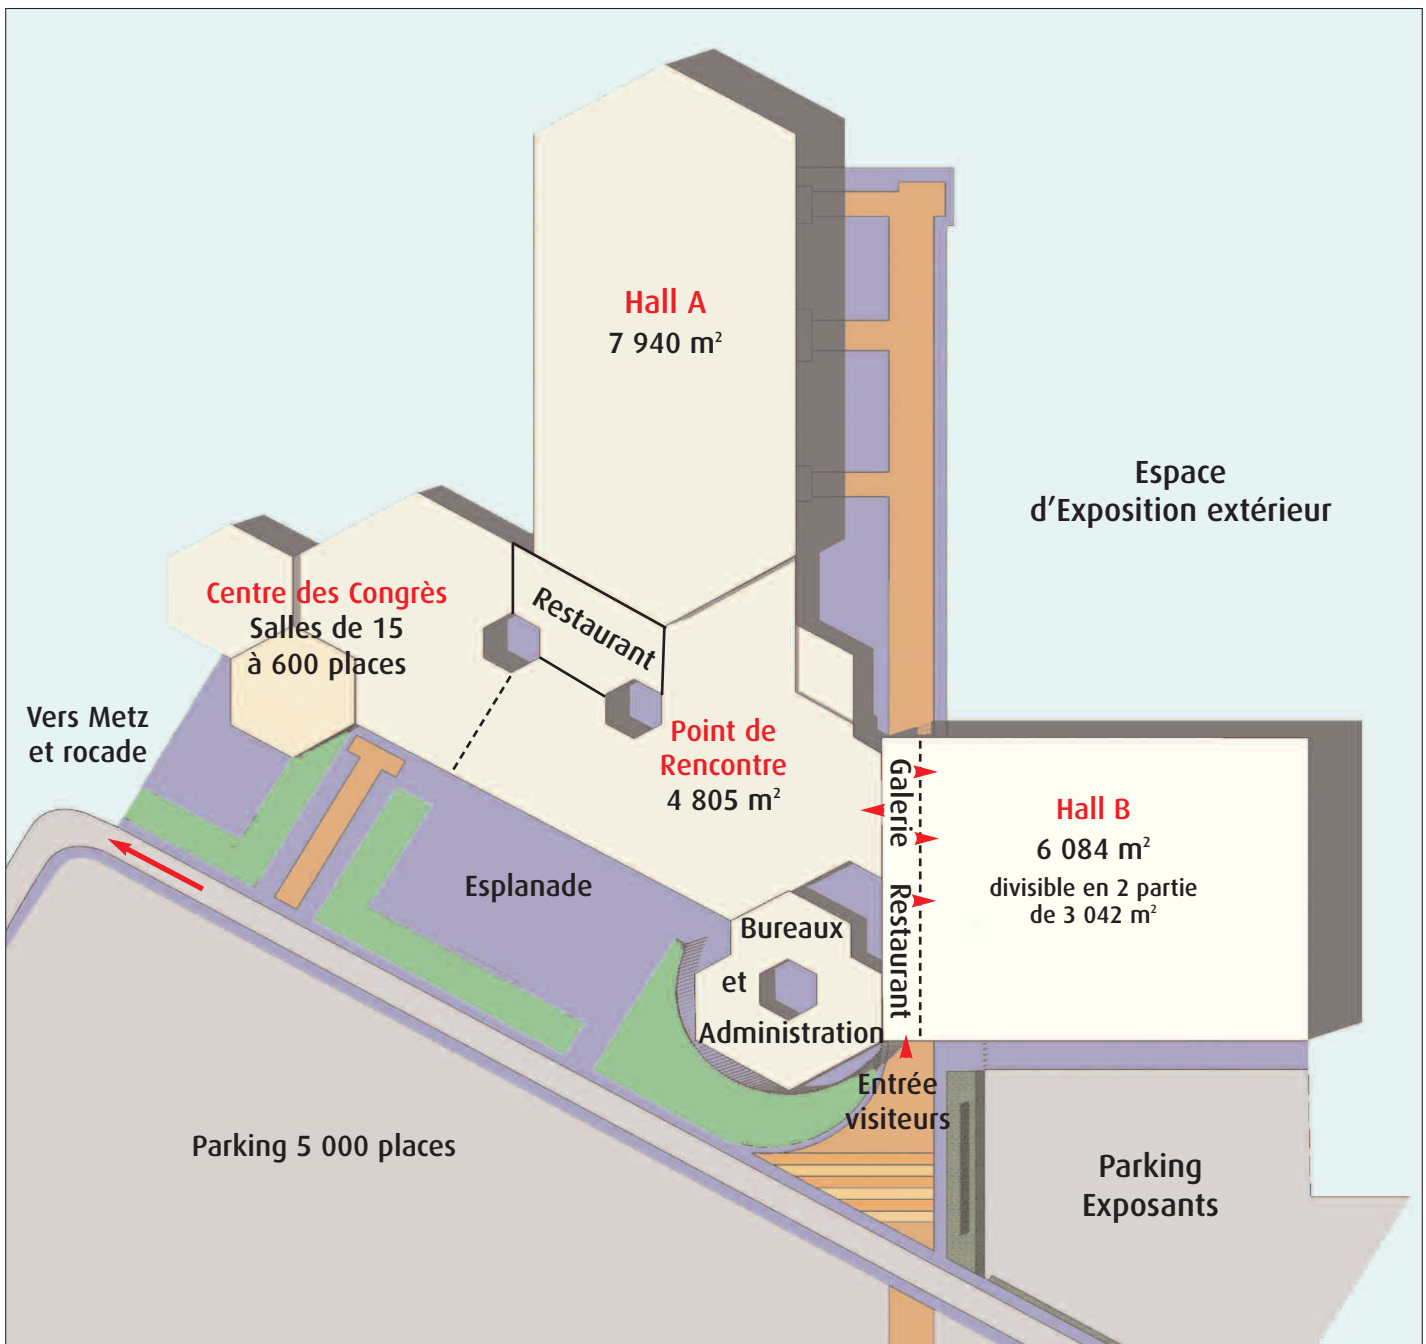 Hall A
7 940 m²
Espace
d’Exposition extérieur
Centre des Congrès
Salles de 15
à 600 places
Restaurant
Vers Metz
et rocade
Point de
Rencontre
4 805 m²
Galerie Restaurant
Hall B
6 084 m²
divisible en 2 partie
de 3 042 m²
Esplanade
Bureaux
et
Administration
Entrée
visiteurs
Parking 5 000 places
Parking
Exposants